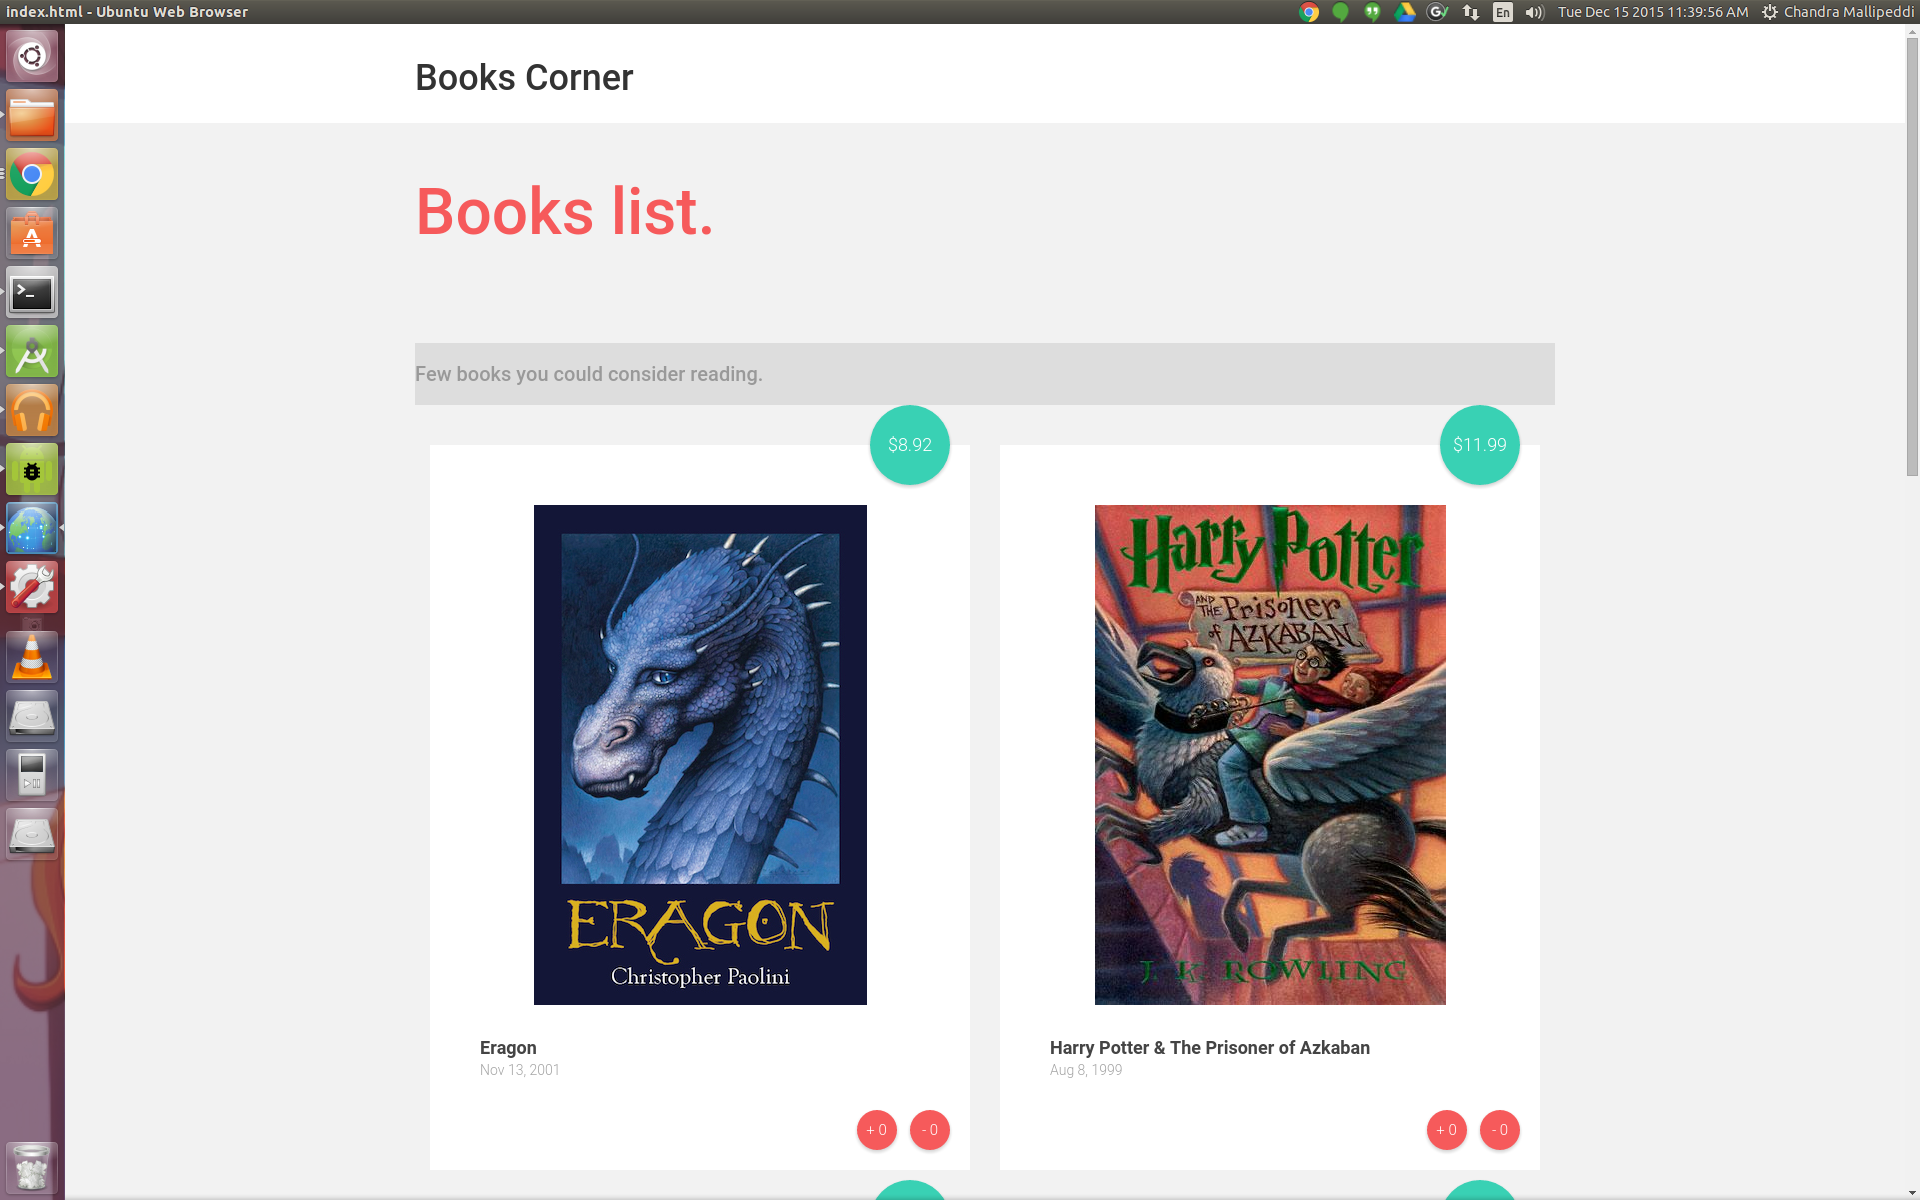 index.html - Ubuntu Web Browser
En
Tue Dec 15 2015 11:39:56 AM
Chandra Mallipeddi
Books Corner
Books list.
Few books you could consider reading.
$8.92
$11.99
ERAGON
Christopher Paolini
Harry Potter
AND THE Prisoner
of AZKABAN
J. K. ROWLING
Eragon
Nov 13, 2001
+ 0
- 0
Harry Potter & The Prisoner of Azkaban
Aug 8, 1999
+ 0
- 0